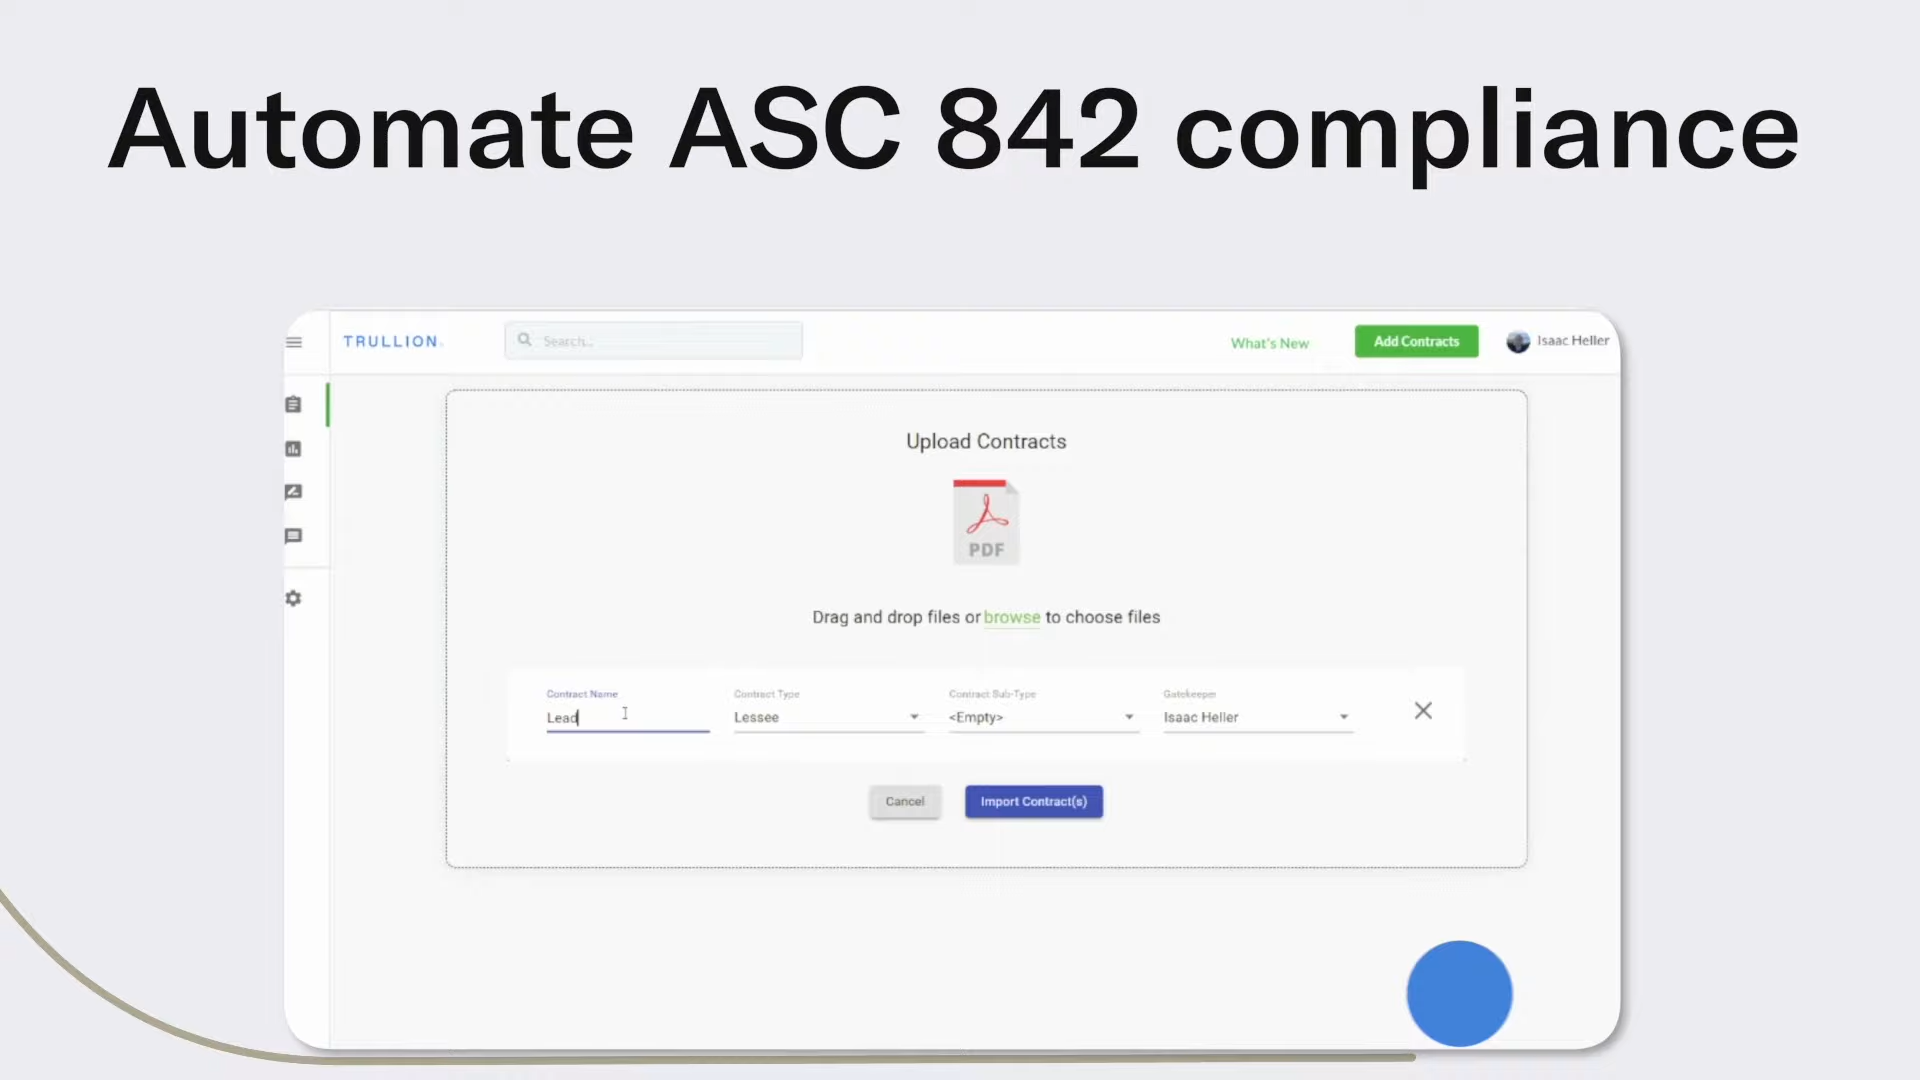 Automate ASC 842 compliance
TRULLION
Search...
What's New
Add Contracts
Isaac Heller
Upload Contracts
PDF
Drag and drop files or browse to choose files
Contract Name
Contract Type
Contract Sub-Type
Gatekeeper
Lead
Lessee
<Empty>
Isaac Heller
Cancel
Import Contract(s)